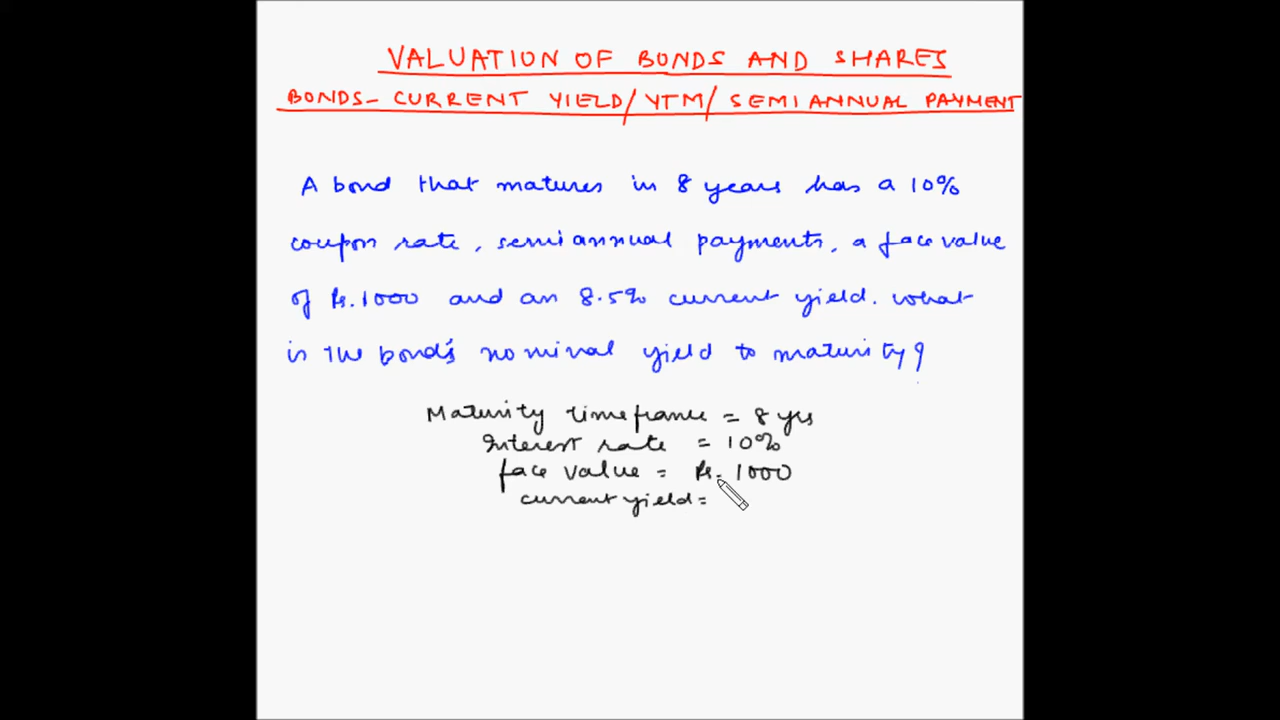 VALUATION OF BONDS AND SHARES
BONDS- CURRENT YIELD/YTM/SEMIANNUAL PAYMENT
A bond that matures in 8 years has a 10%
coupon rate, semiannual payments, a face value
of Rs.1000 and an 8.5% current yield. what
is the bond's nominal yield to maturity?
Maturity timeframe = 8 yrs
Interest rate = 10%
face value = Rs. 1000
current yield =